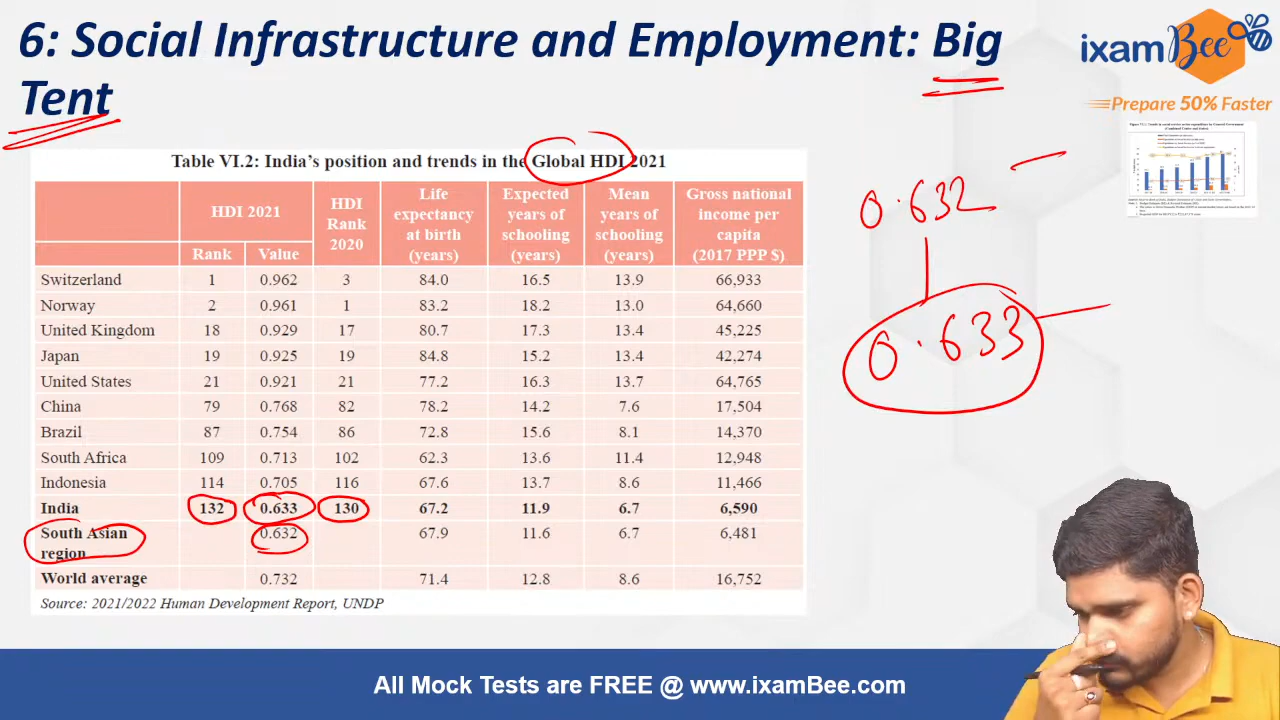 6: Social Infrastructure and Employment: Big
Tent
ixamBee
Prepare 50% Faster
Table VI.2: India's position and trends in the Global HDI 2021
HDI 2021
HDI Rank 2020
Life expectancy at birth (years)
Expected years of schooling (years)
Mean years of schooling (years)
Gross national income per capita (2017 PPP $)
Rank Value
Switzerland 1 0.962 3 84.0 16.5 13.9 66,933
Norway 2 0.961 1 83.2 18.2 13.0 64,660
United Kingdom 18 0.929 17 80.7 17.3 13.4 45,225
Japan 19 0.925 19 84.8 15.2 13.4 42,274
United States 21 0.921 21 77.2 16.3 13.7 64,765
China 79 0.768 82 78.2 14.2 7.6 17,504
Brazil 87 0.754 86 72.8 15.6 8.1 14,370
South Africa 109 0.713 102 62.3 13.6 11.4 12,948
Indonesia 114 0.705 116 67.6 13.7 8.6 11,466
India 132 0.633 130 67.2 11.9 6.7 6,590
South Asian region 0.632 67.9 11.6 6.7 6,481
World average 0.732 71.4 12.8 8.6 16,752
Source: 2021/2022 Human Development Report, UNDP
0.632
0.633
All Mock Tests are FREE @ www.ixamBee.com